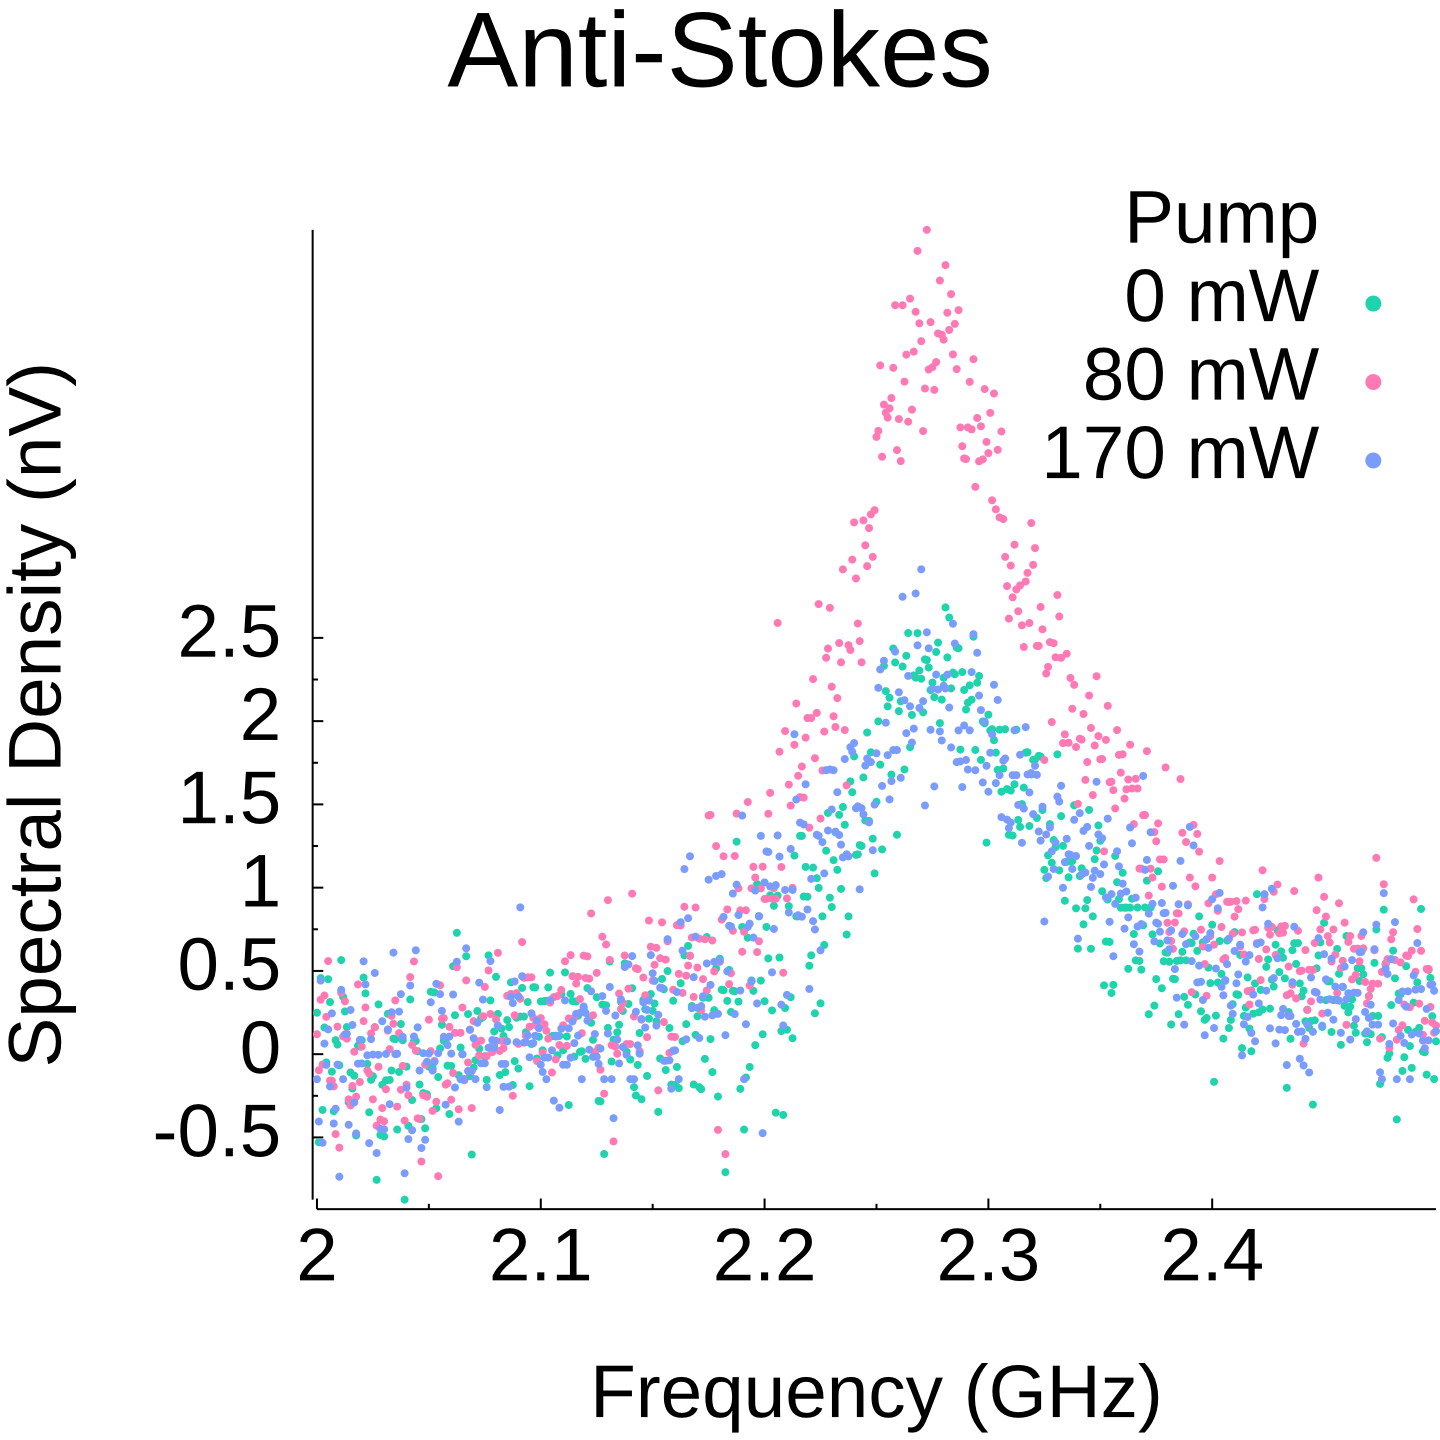 Anti-Stokes
Pump
0 mW
80 mW
170 mW
Spectral Density (nV)
2.5
2
1.5
1
0.5
0
-0.5
2 2.1 2.2 2.3 2.4
Frequency (GHz)